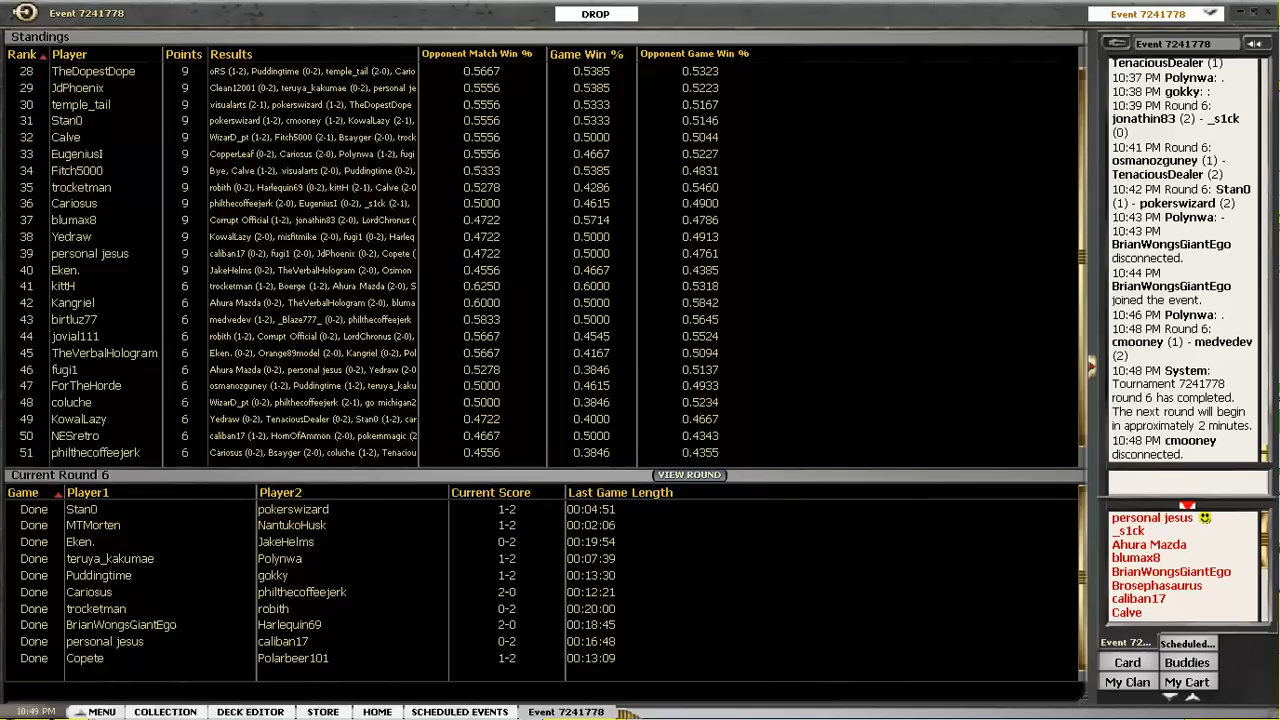 Event 7241778 DROP Event 7241778
Standings
Rank Player Points Results Opponent Match Win % Game Win % Opponent Game Win %
28 TheDopestDope 9 oRS (1-2), Puddingtime (0-2), temple_tail (2-0), Cario 0.5667 0.5385 0.5323
29 JdPhoenix 9 Clean12001 (0-2), teruya_kakumae (0-2), personal je 0.5556 0.5385 0.5223
30 temple_tail 9 visualarts (2-1), pokerswizard (1-2), TheDopestDope 0.5556 0.5333 0.5167
31 Stan0 9 pokerswizard (1-2), cmooney (1-2), KowalLazy (2-1), 0.5556 0.5333 0.5146
32 Calve 9 WizarD_pt (1-2), Fitch5000 (2-1), Bsayger (2-0), trock 0.5556 0.5000 0.5044
33 EugeniusI 9 CopperLeaf (0-2), Cariosus (2-0), Polynwa (1-2), fugi 0.5556 0.4667 0.5227
34 Fitch5000 9 Bye, Calve (1-2), visualarts (2-0), Puddingtime (0-2), 0.5333 0.5385 0.4831
35 trocketman 9 robith (0-2), Harlequin69 (0-2), kittH (2-1), Calve (2-0 0.5278 0.4286 0.5460
36 Cariosus 9 philthecoffeejerk (2-0), EugeniusI (0-2), _s1ck (2-1), 0.5000 0.4615 0.4900
37 blumax8 9 Corrupt Official (2-0), jonathin83 (2-0), LordChronus ( 0.4722 0.5714 0.4786
38 Yedraw 9 KowalLazy (2-0), misfitmike (0-2), fugi1 (0-2), Harleq 0.4722 0.5000 0.4913
39 personal jesus 9 caliban17 (0-2), fugi1 (0-2), JdPhoenix (2-0), Copete ( 0.4722 0.5000 0.4761
40 Eken. 9 JakeHelms (0-2), TheVerbalHologram (2-0), Osimon 0.4556 0.4667 0.4385
41 kittH 6 trocketman (1-2), Boerge (1-2), Ahura Mazda (1-2), S 0.6250 0.6000 0.5318
42 Kangriel 6 Ahura Mazda (2-0), TheVerbalHologram (2-0), bluma 0.6000 0.5000 0.5842
43 birtluz77 6 medvedev (1-2), _Blaze777_ (0-2), philthecoffeejerk 0.5833 0.5000 0.5645
44 jovial111 6 robith (1-2), Corrupt Official (0-2), LordChronus (2-0), 0.5667 0.4545 0.5524
45 TheVerbalHologram 6 Eken. (0-2), Orange89model (2-0), Kangriel (0-2), Pol 0.5667 0.4167 0.5094
46 fugi1 6 Ahura Mazda (0-2), personal jesus (2-0), Yedraw (2-0 0.5278 0.3846 0.5137
47 ForTheHorde 6 osmanozguney (1-2), Puddingtime (1-2), teruya_kaku 0.5000 0.4615 0.4933
48 coluche 6 WizarD_pt (0-2), philthecoffeejerk (2-1), go michigan2 0.5000 0.3846 0.5234
49 KowalLazy 6 Yedraw (0-2), TenaciousDealer (0-2), Stan0 (1-2), car 0.4722 0.4000 0.4667
50 NESretro 6 caliban17 (1-2), HornOfAmmon (2-0), pokemmagic (2 0.4667 0.5000 0.4343
51 philthecoffeejerk 6 Cariosus (0-2), Bsayger (0-2), coluche (1-2), Tenaciou 0.4556 0.3846 0.4355
Current Round 6 VIEW ROUND
Game Player1 Player2 Current Score Last Game Length
Done Stan0 pokerswizard 1-2 00:04:51
Done MTMorten NantukoHusk 1-2 00:02:06
Done Eken. JakeHelms 0-2 00:19:54
Done teruya_kakumae Polynwa 1-2 00:07:39
Done Puddingtime gokky 1-2 00:13:30
Done Cariosus philthecoffeejerk 2-0 00:12:21
Done trocketman robith 0-2 00:20:00
Done BrianWongsGiantEgo Harlequin69 2-0 00:18:45
Done personal jesus caliban17 0-2 00:16:48
Done Copete Polarbeer101 1-2 00:13:09
Event 7241778
TenaciousDealer (1)
10:37 PM Polynwa: .
10:38 PM gokky: :
10:39 PM Round 6:
jonathin83 (2) - _s1ck
(0)
10:41 PM Round 6:
osmanozguney (1) -
TenaciousDealer (2)
10:42 PM Round 6: Stan0
(1) - pokerswizard (2)
10:43 PM Polynwa: -
10:43 PM
BrianWongsGiantEgo
disconnected.
10:44 PM
BrianWongsGiantEgo
joined the event.
10:46 PM Polynwa: .
10:48 PM Round 6:
cmooney (1) - medvedev
(2)
10:48 PM System:
Tournament 7241778
round 6 has completed.
The next round will begin
in approximately 2 minutes.
10:48 PM cmooney
disconnected.
personal jesus
_s1ck
Ahura Mazda
blumax8
BrianWongsGiantEgo
Brosephasaurus
caliban17
Calve
Event 72... Scheduled...
Card Buddies
My Clan My Cart
10:49 PM MENU COLLECTION DECK EDITOR STORE HOME SCHEDULED EVENTS Event 7241778